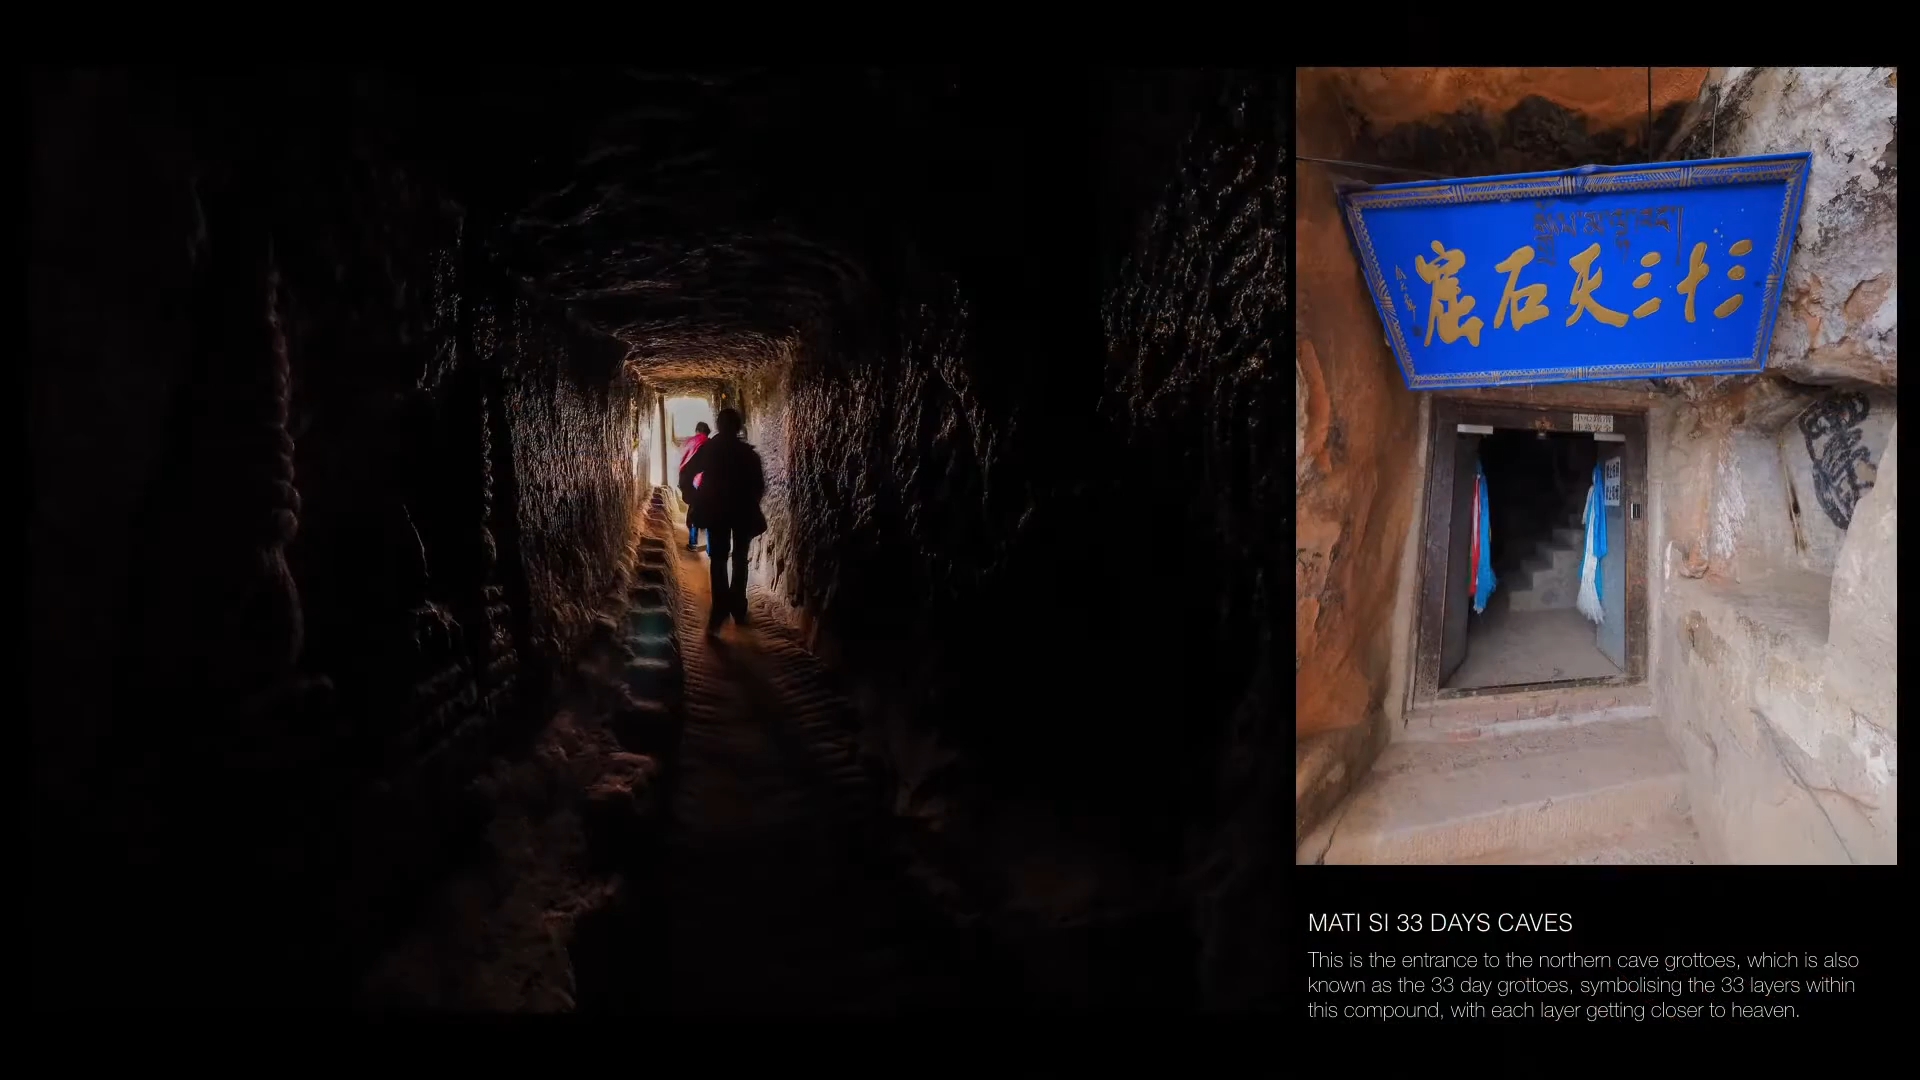 三十三天石窟
MATI SI 33 DAYS CAVES
This is the entrance to the northern cave grottoes, which is also
known as the 33 day grottoes, symbolising the 33 layers within
this compound, with each layer getting closer to heaven.